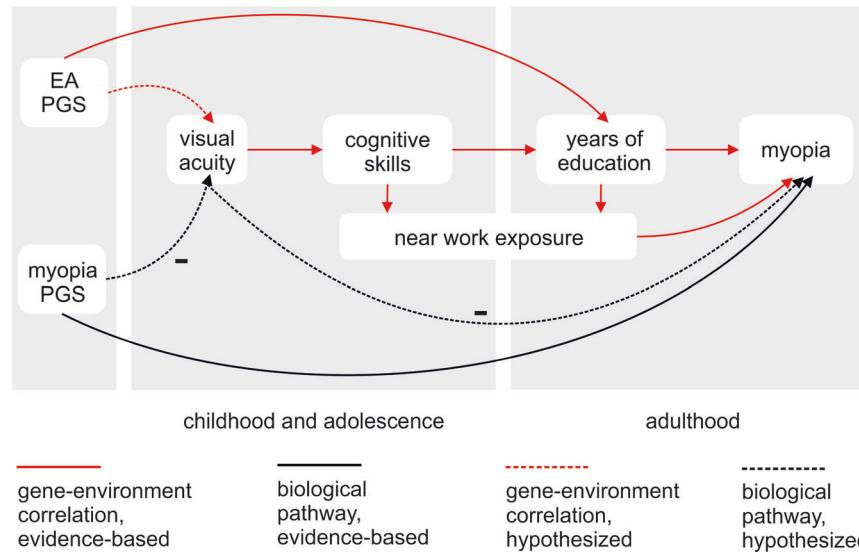 EA
PGS
visual
acuity
cognitive
skills
years of
education
myopia
near work exposure
myopia
PGS
-
-
childhood and adolescence
adulthood
gene-environment
correlation,
evidence-based
biological
pathway,
evidence-based
gene-environment
correlation,
hypothesized
biological
pathway,
hypothesized